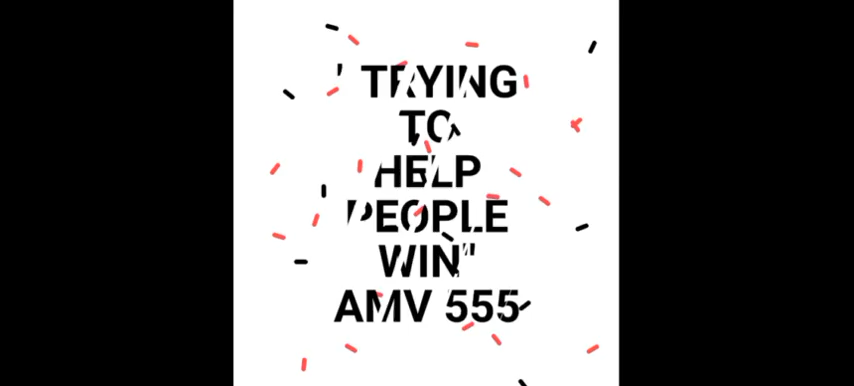 ' TRYING
TO
HELP
PEOPLE
WIN"
AMV 555